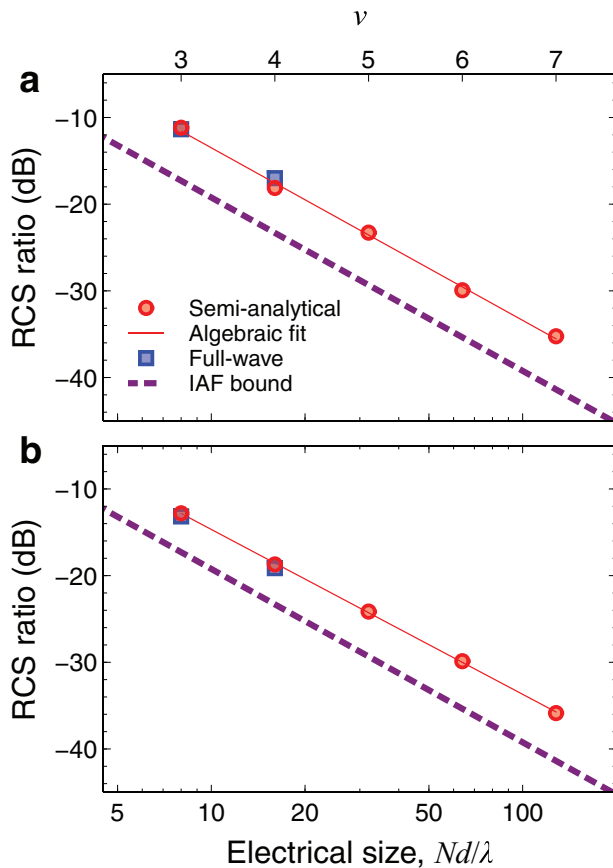 v
3 4 5 6 7
a
−10
−20
−30
−40
RCS ratio (dB)
Semi-analytical
Algebraic fit
Full-wave
IAF bound
b
−10
−20
−30
−40
RCS ratio (dB)
5 10 20 50 100
Electrical size, Nd/λ